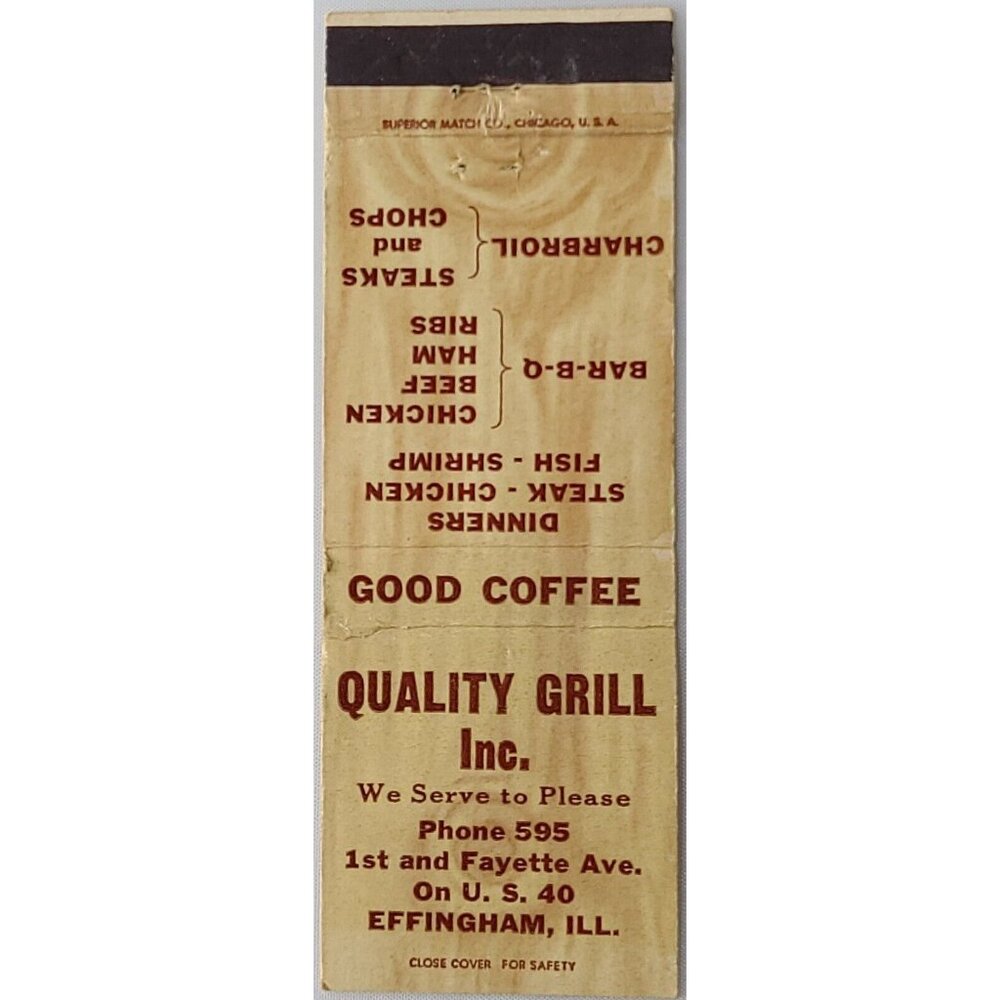 SUPERIOR MATCH CO., CHICAGO, U. S. A.
DINNERS
STEAK - CHICKEN
FISH - SHRIMP
BAR-B-Q { CHICKEN
BEEF
HAM
RIBS
CHARBROIL { STEAKS
and
CHOPS
GOOD COFFEE
QUALITY GRILL
Inc.
We Serve to Please
Phone 595
1st and Fayette Ave.
On U. S. 40
EFFINGHAM, ILL.
CLOSE COVER FOR SAFETY